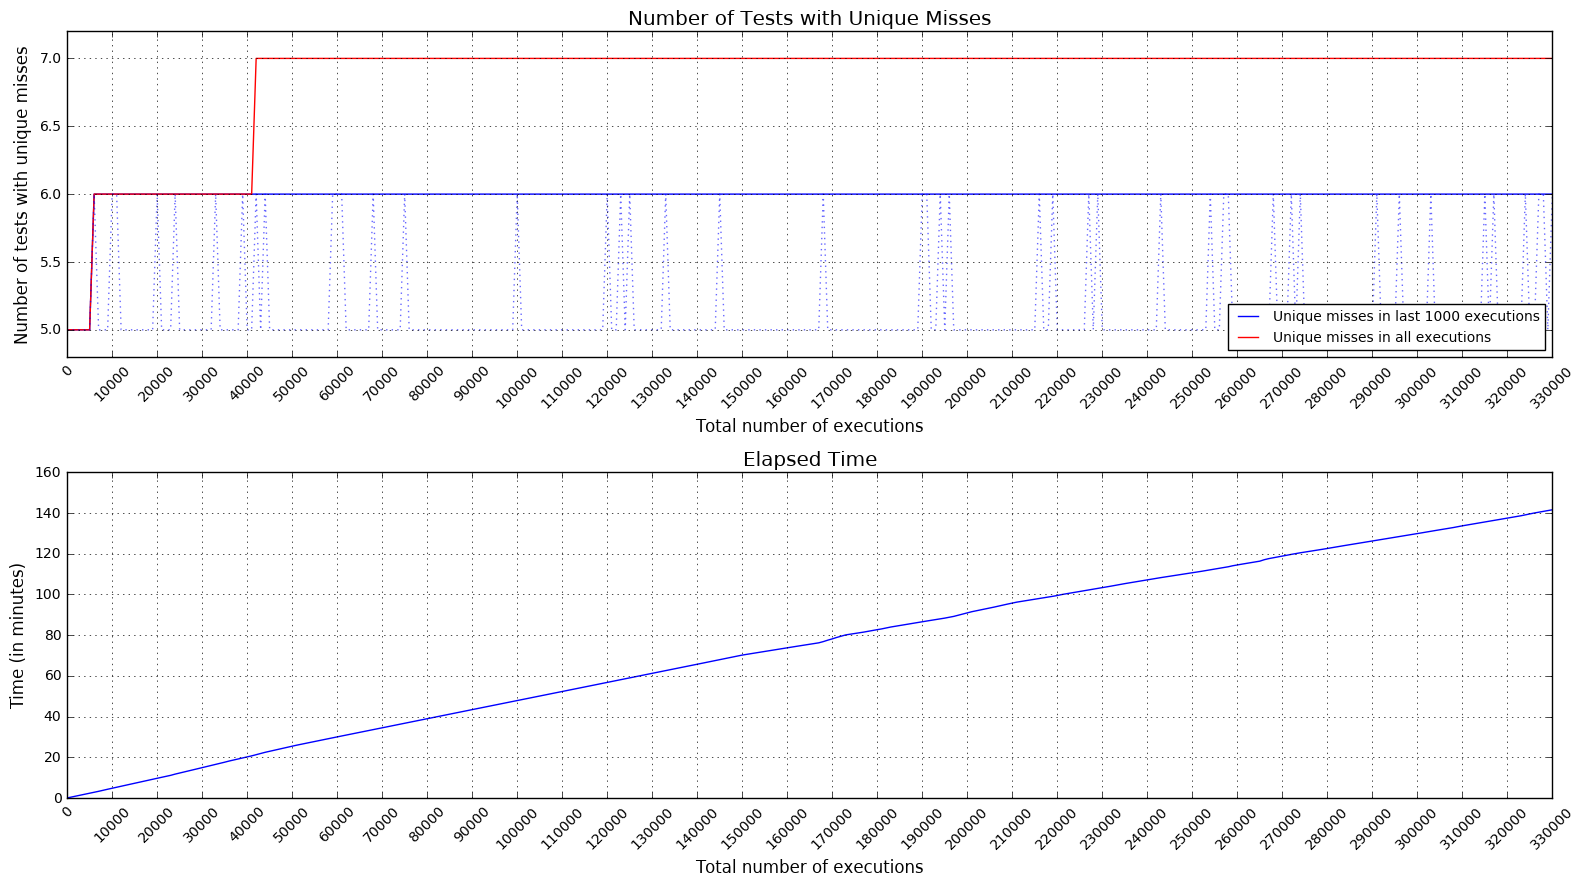 Number of Tests with Unique Misses
Number of tests with unique misses
7.0
6.5
6.0
5.5
5.0
Unique misses in last 1000 executions
Unique misses in all executions
0 10000 20000 30000 40000 50000 60000 70000 80000 90000 100000 110000 120000 130000 140000 150000 160000 170000 180000 190000 200000 210000 220000 230000 240000 250000 260000 270000 280000 290000 300000 310000 320000 330000
Total number of executions
Elapsed Time
Time (in minutes)
160
140
120
100
80
60
40
20
0
0 10000 20000 30000 40000 50000 60000 70000 80000 90000 100000 110000 120000 130000 140000 150000 160000 170000 180000 190000 200000 210000 220000 230000 240000 250000 260000 270000 280000 290000 300000 310000 320000 330000
Total number of executions